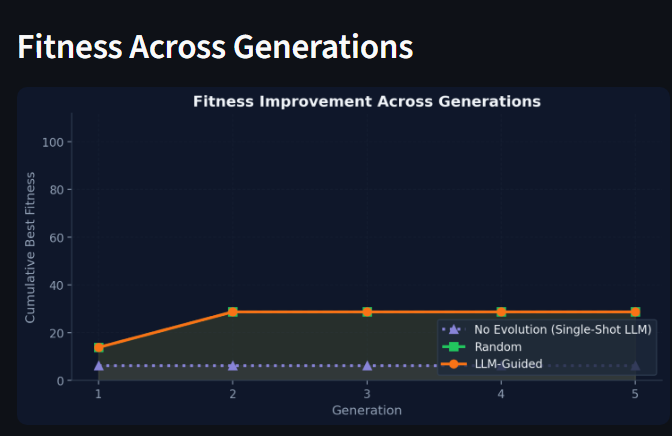 Fitness Across Generations
Fitness Improvement Across Generations
Cumulative Best Fitness
100
80
60
40
20
0
No Evolution (Single-Shot LLM)
Random
LLM-Guided
1 2 3 4 5
Generation